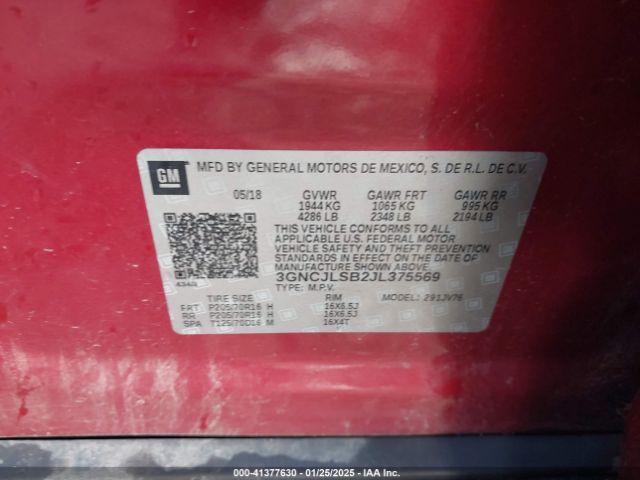 GM
MFD BY GENERAL MOTORS DE MEXICO, S. DE R.L. DE C.V.
05/18 GVWR GAWR FRT GAWR RR
1944 KG 1065 KG 995 KG
4286 LB 2348 LB 2194 LB
THIS VEHICLE CONFORMS TO ALL
APPLICABLE U.S. FEDERAL MOTOR
VEHICLE SAFETY AND THEFT PREVENTION
STANDARDS IN EFFECT ON THE DATE OF
MANUFACTURE SHOWN ABOVE.
3GNCJLSB2JL375569
TYPE: M.P.V. MODEL: 291JV76
TIRE SIZE RIM
FRT P205/70R16 H 16X6.5J
RR P205/70R16 H 16X6.5J
SPA T125/70D16 M 16X4T
000-41377630 - 01/25/2025 - IAA Inc.